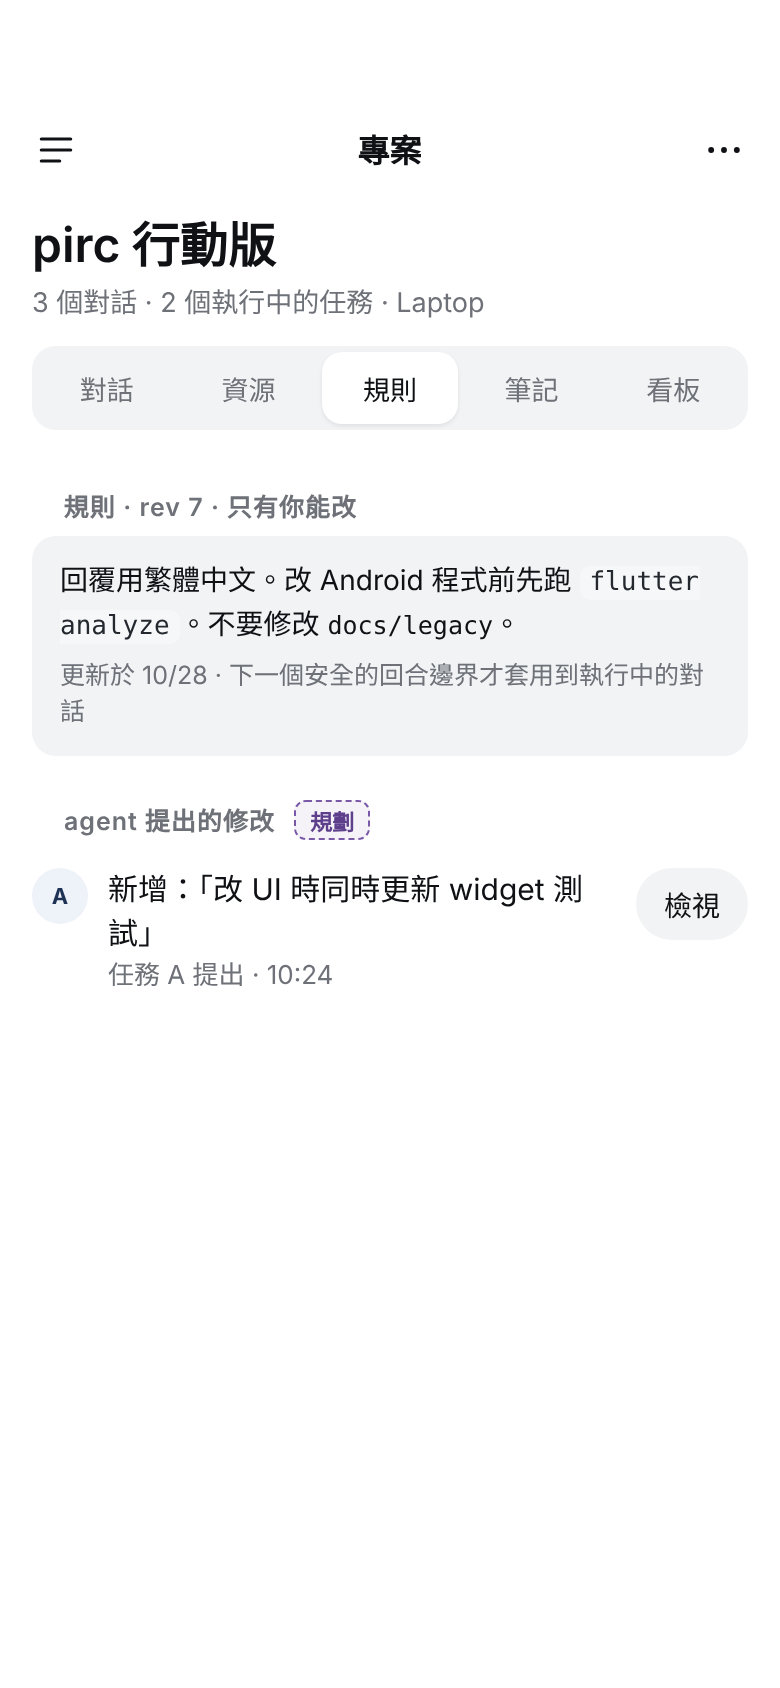 專案
pirc 行動版
3 個對話 · 2 個執行中的任務 · Laptop
對話 資源 規則 筆記 看板
規則 · rev 7 · 只有你能改
回覆用繁體中文。改 Android 程式前先跑 flutter
analyze。不要修改 docs/legacy。
更新於 10/28 · 下一個安全的回合邊界才套用到執行中的對
話
agent 提出的修改 規劃
A 新增：「改 UI 時同時更新 widget 測
試」
檢視
任務 A 提出 · 10:24